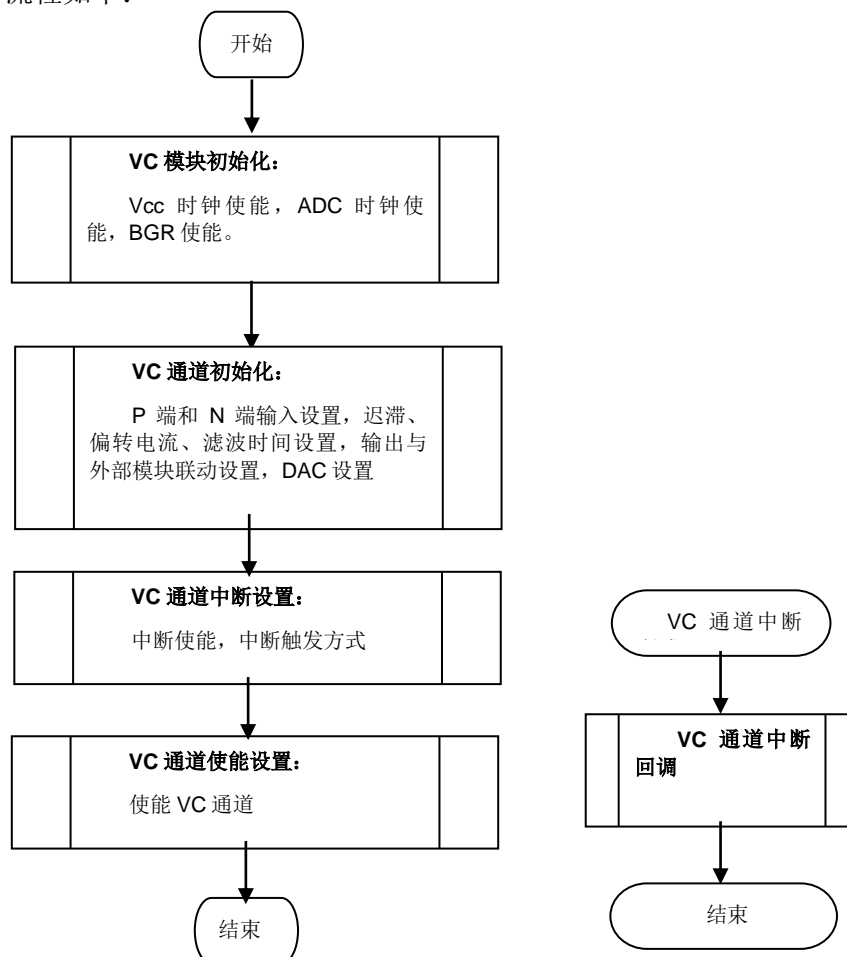 开始
VC 模块初始化：
Vcc 时钟使能，ADC 时钟使
能，BGR 使能。
VC 通道初始化：
P 端和 N 端输入设置，迟滞、
偏转电流、滤波时间设置，输出与
外部模块联动设置，DAC 设置
VC 通道中断设置：
中断使能，中断触发方式
VC 通道使能设置：
使能 VC 通道
结束
VC 通道中断
VC 通道中断
回调
结束